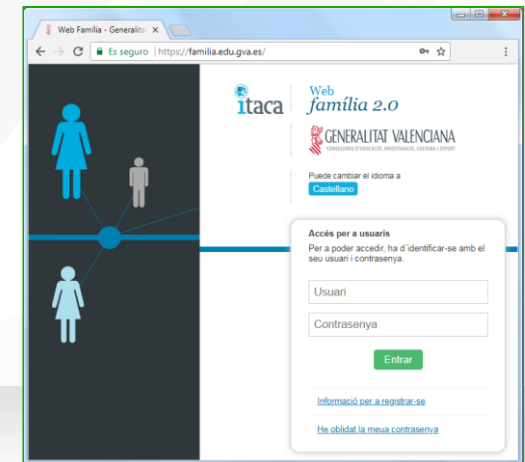 Web Familia - Generalita
Es seguro | https://familia.edu.gva.es/
itaca
Web
família 2.0
GENERALITAT VALENCIANA
CONSELLERIA D'EDUCACIÓ, INVESTIGACIÓ, CULTURA I ESPORT
Puede cambiar el idioma a
Castellano
Accés per a usuaris
Per a poder accedir, ha d´identificar-se amb el
seu usuari i contrasenya.
Usuari
Contrasenya
Entrar
Informació per a registrar-se
He oblidat la meua contrasenya